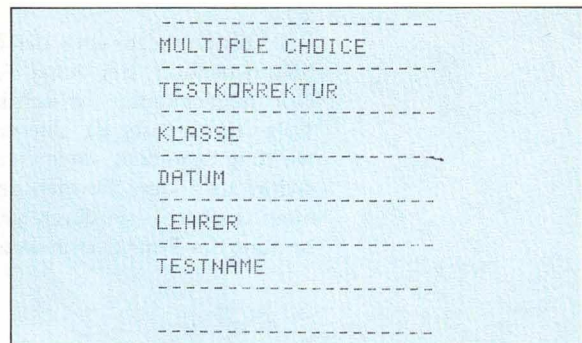 MULTIPLE CHOICE
TESTKORREKTUR
KLASSE
DATUM
LEHRER
TESTNAME